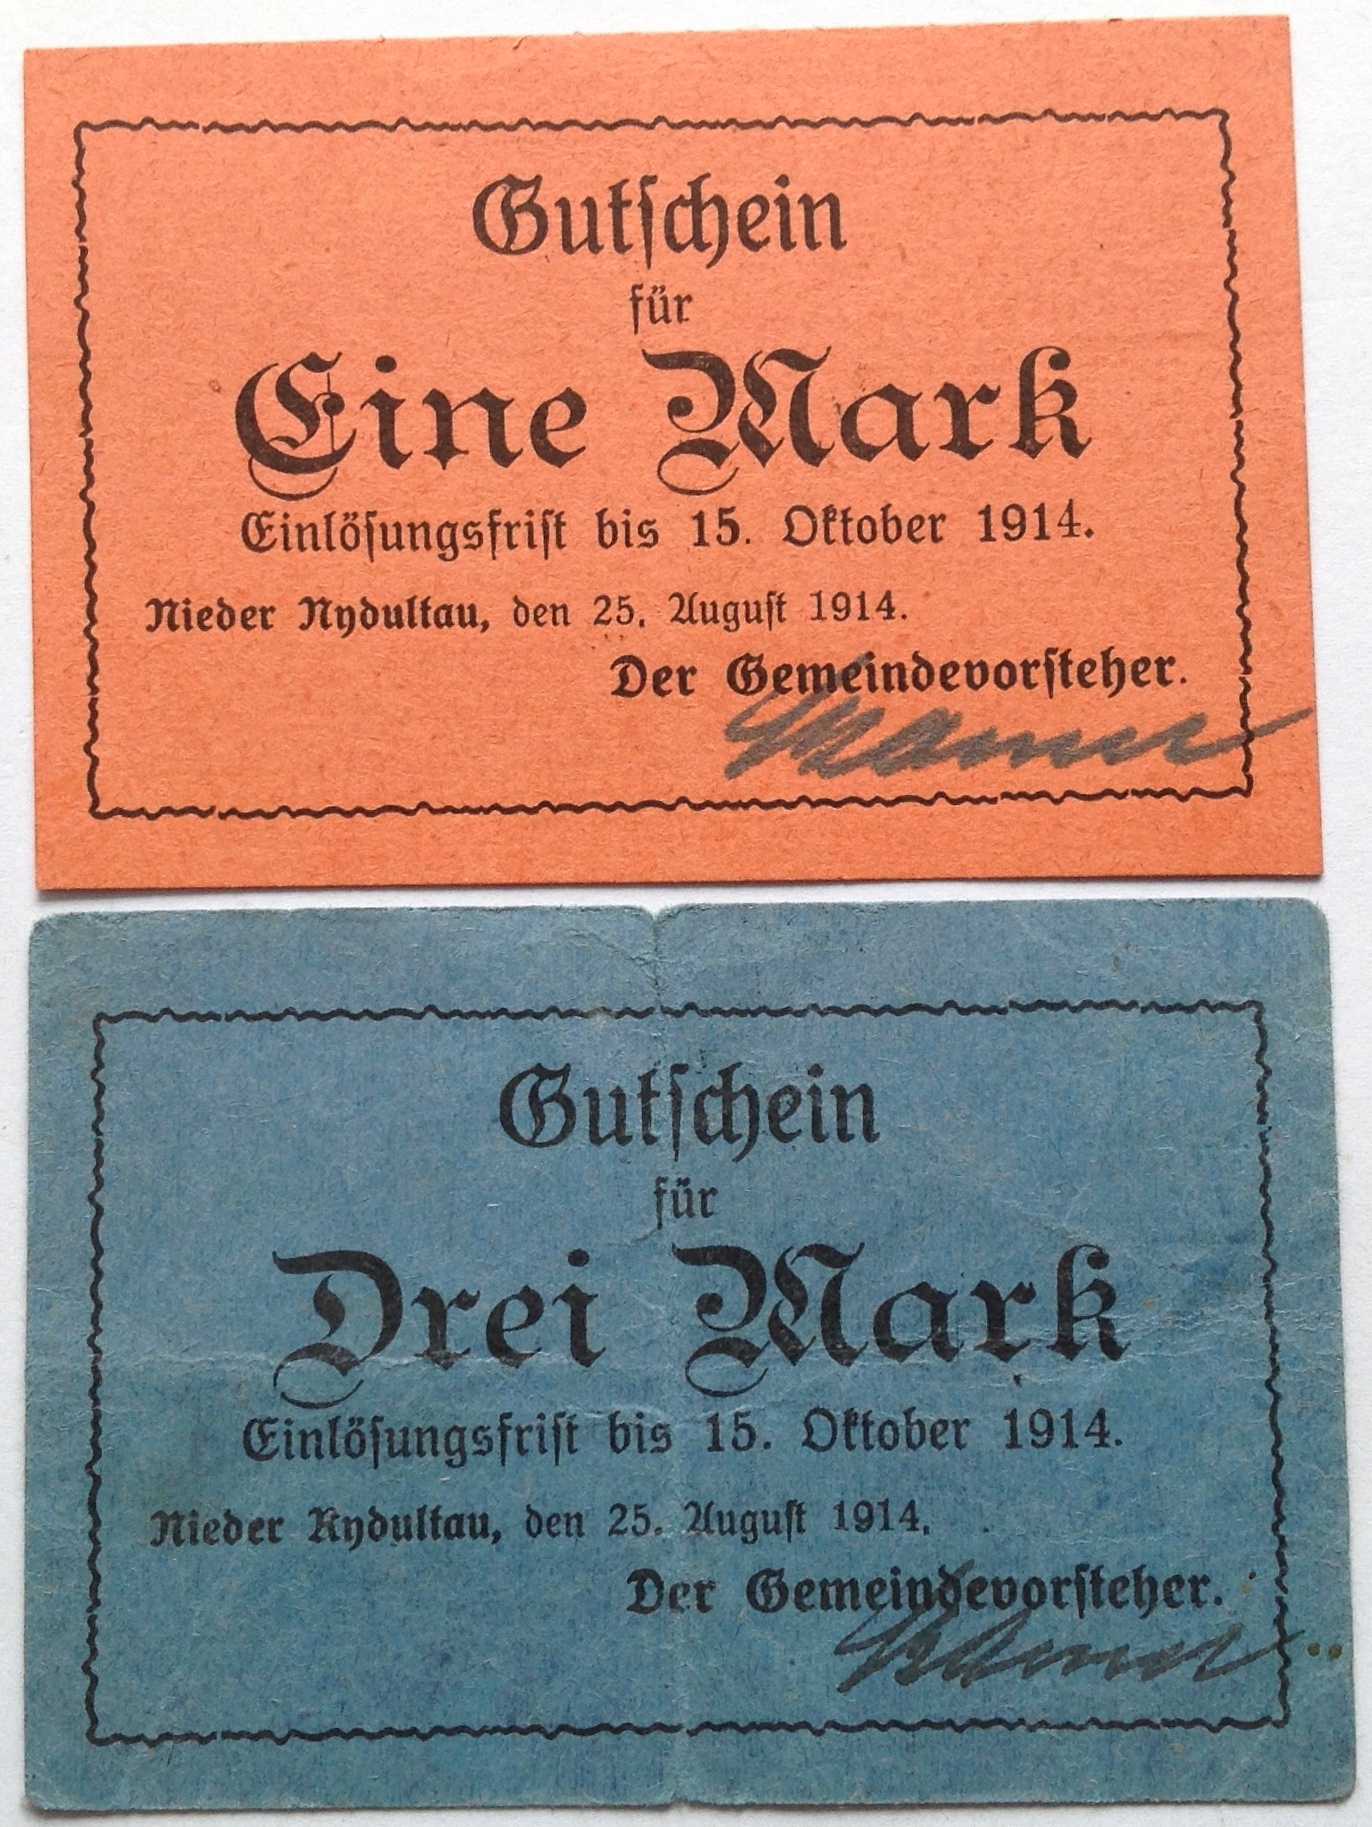 Gutschein
für
Eine Mark
Einlösungsfrist bis 15. Oktober 1914.
Nieder Nydultau, den 25. August 1914.
Der Gemeindevorsteher.
Gutschein
für
Drei Mark
Einlösungsfrist bis 15. Oktober 1914.
Nieder Rydultau, den 25. August 1914.
Der Gemeindevorsteher.